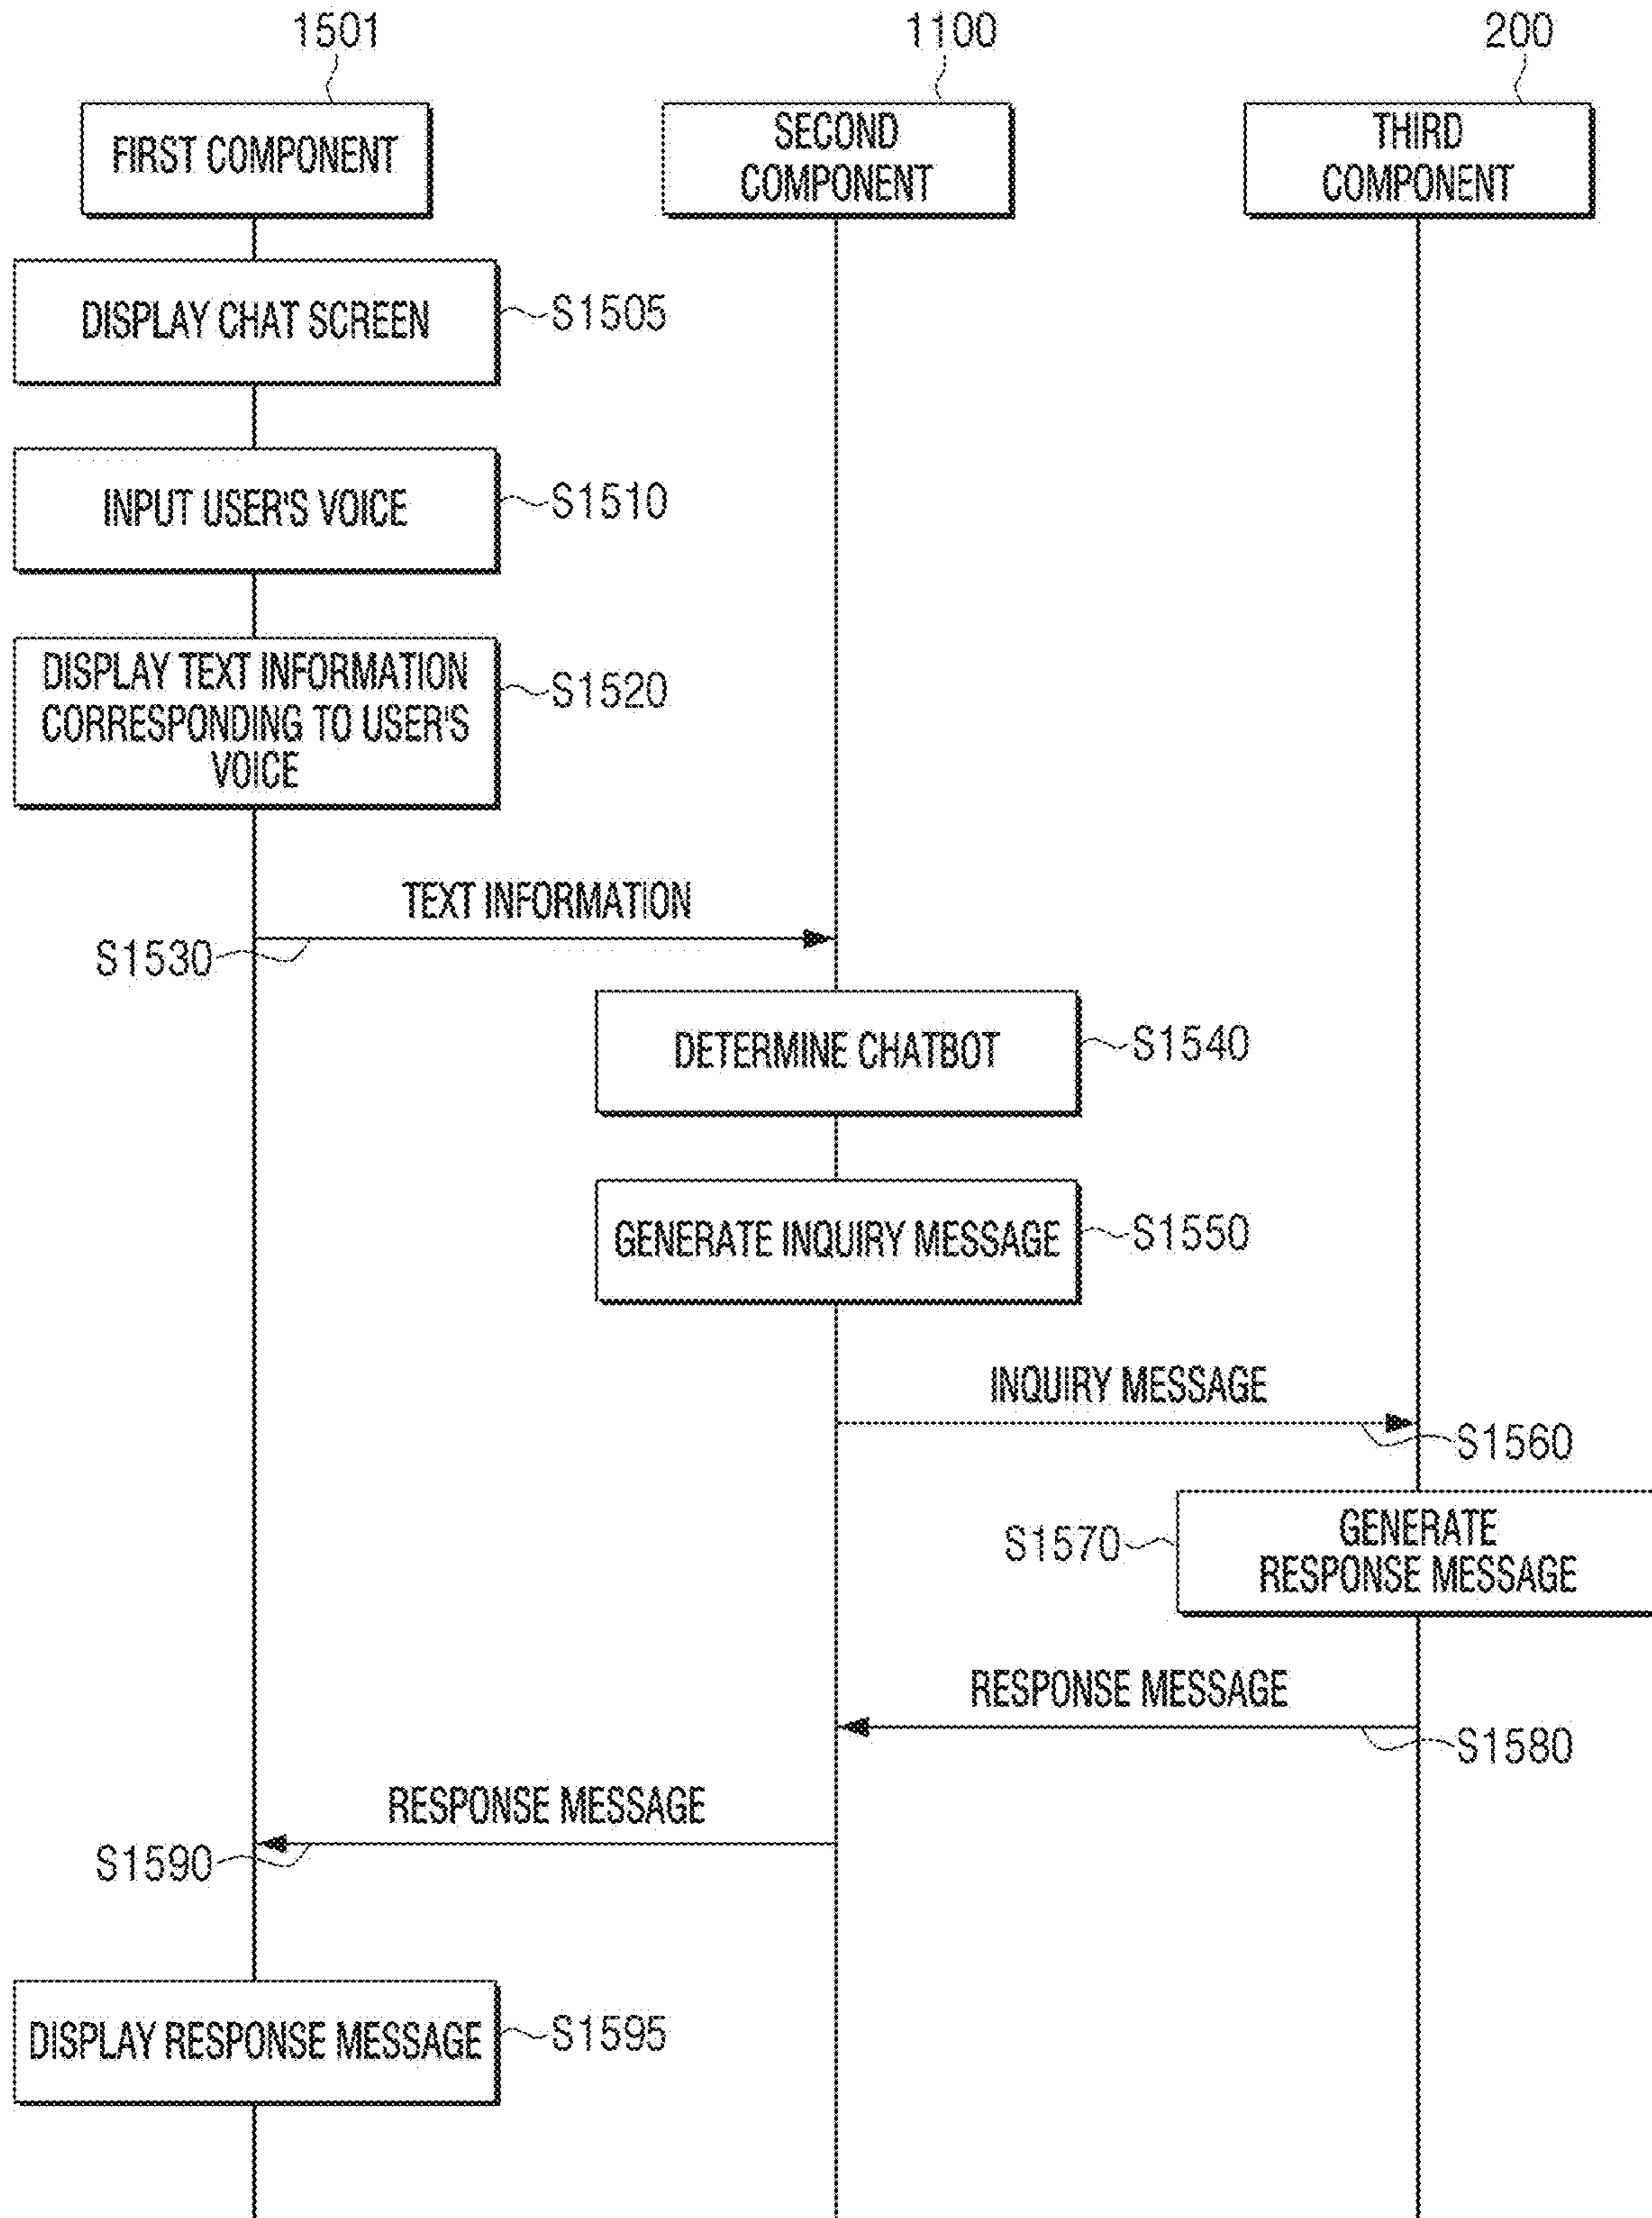 1501
1100
200
FIRST COMPONENT
SECOND
COMPONENT
THIRD
COMPONENT
DISPLAY CHAT SCREEN
S1505
INPUT USER'S VOICE
S1510
DISPLAY TEXT INFORMATION
CORRESPONDING TO USER'S
VOICE
S1520
TEXT INFORMATION
S1530
DETERMINE CHATBOT
S1540
GENERATE INQUIRY MESSAGE
S1550
INQUIRY MESSAGE
S1560
S1570
GENERATE
RESPONSE MESSAGE
RESPONSE MESSAGE
S1580
RESPONSE MESSAGE
S1590
DISPLAY RESPONSE MESSAGE
S1595